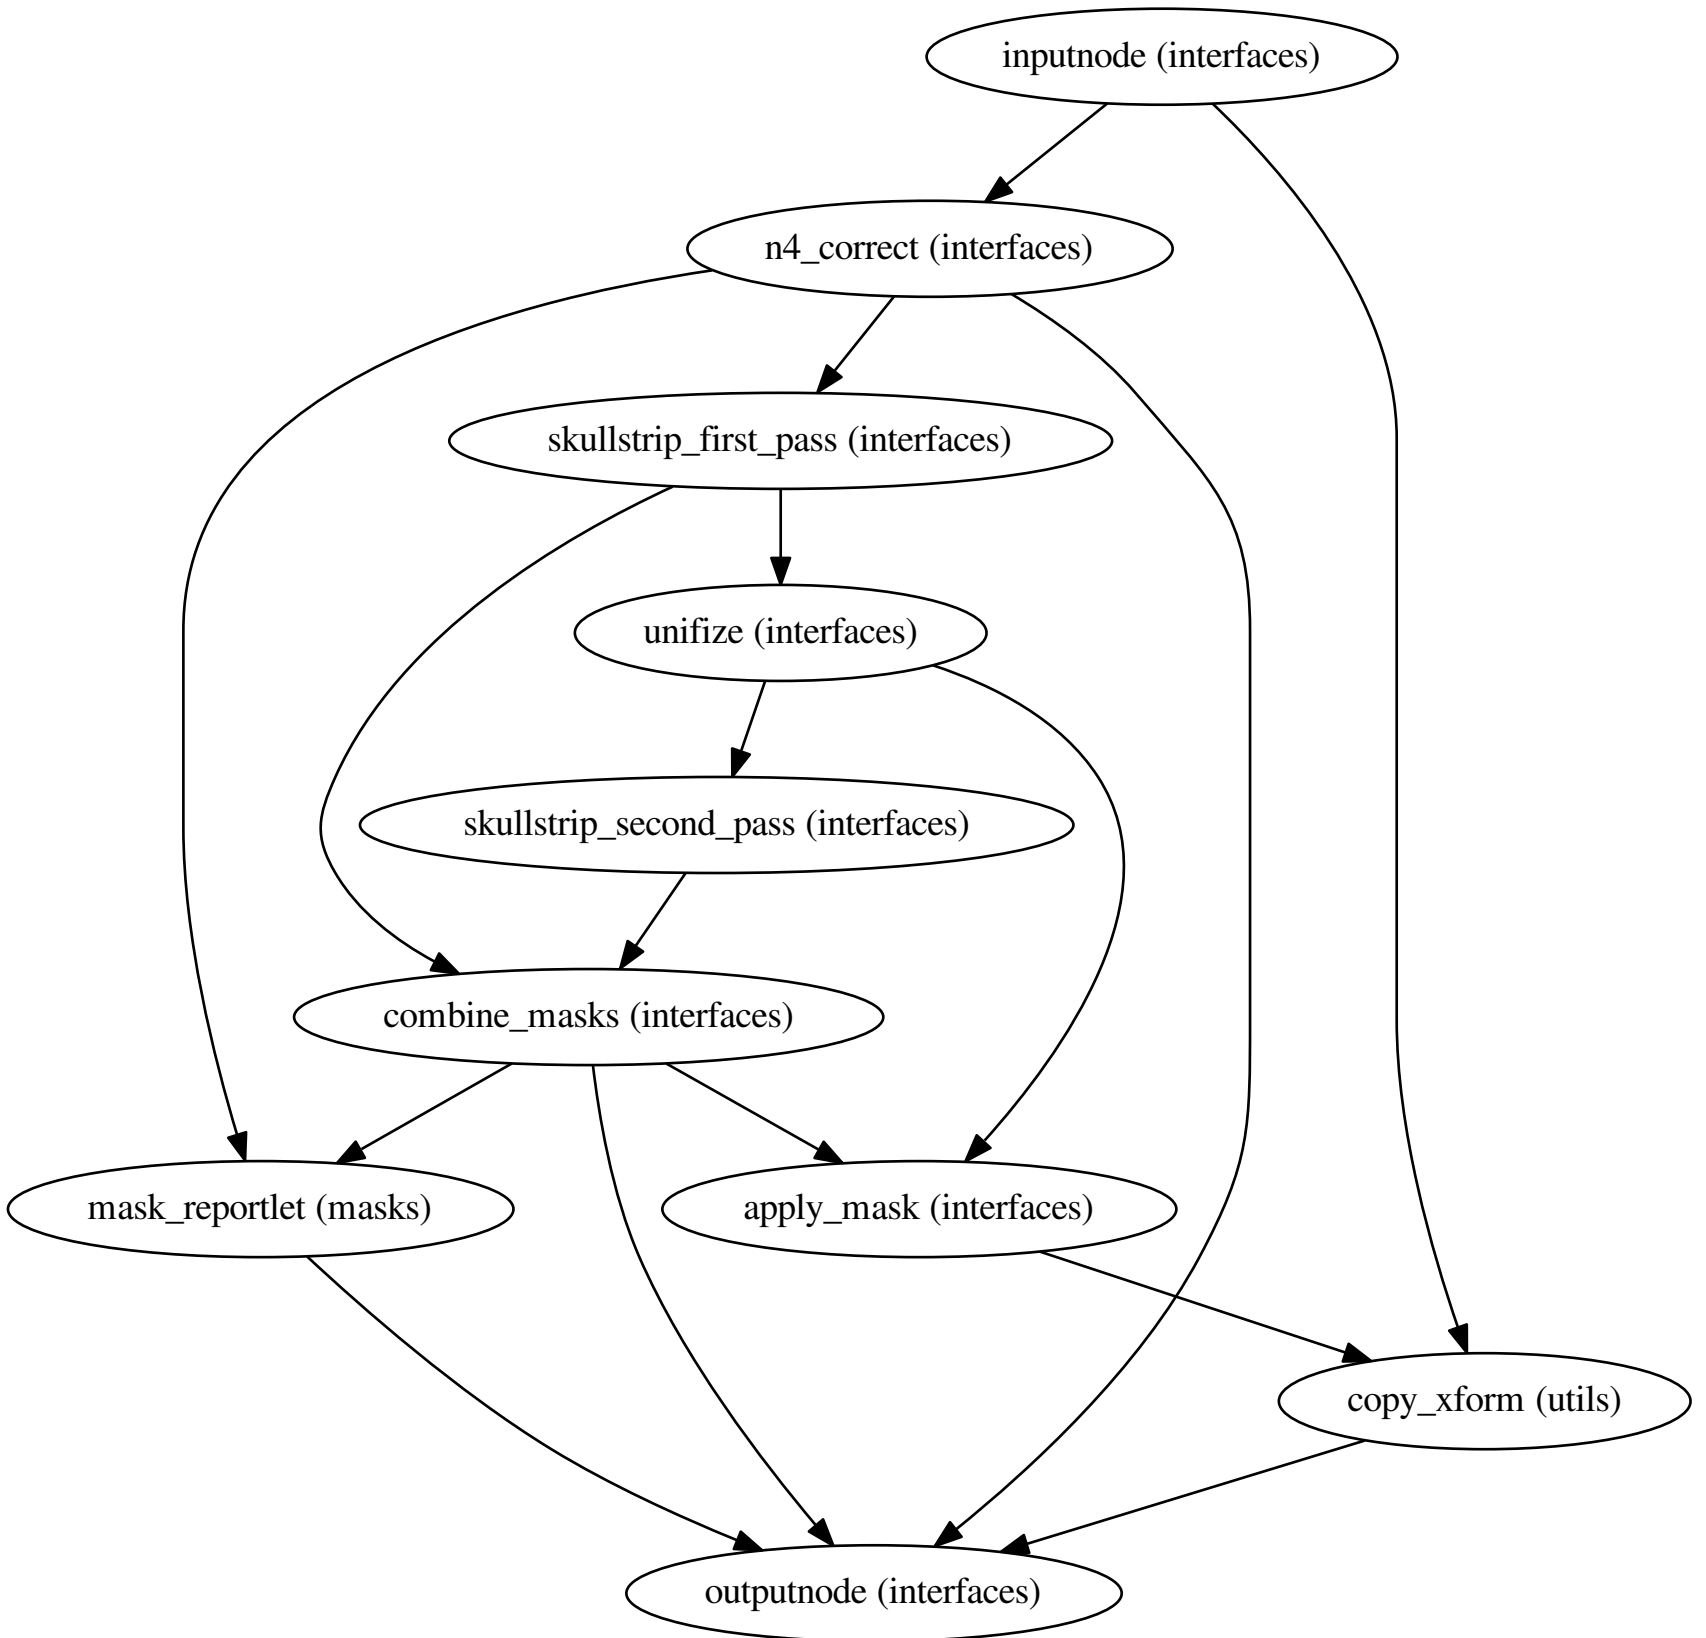 inputnode (interfaces)
n4_correct (interfaces)
skullstrip_first_pass (interfaces)
unifize (interfaces)
skullstrip_second_pass (interfaces)
combine_masks (interfaces)
mask_reportlet (masks)
apply_mask (interfaces)
copy_xform (utils)
outputnode (interfaces)